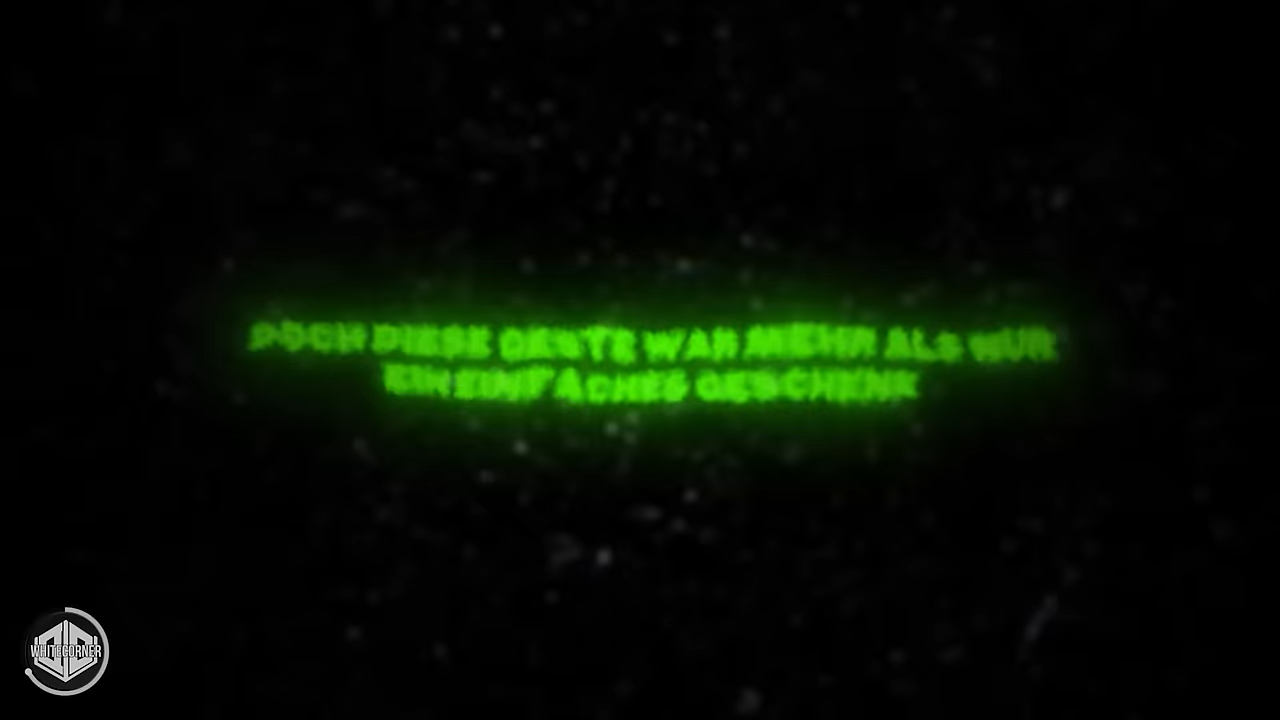 DOCH DIESE GESTE WAR MEHR ALS NUR
EIN EINFACHES GESCHENK
WHITECORNER